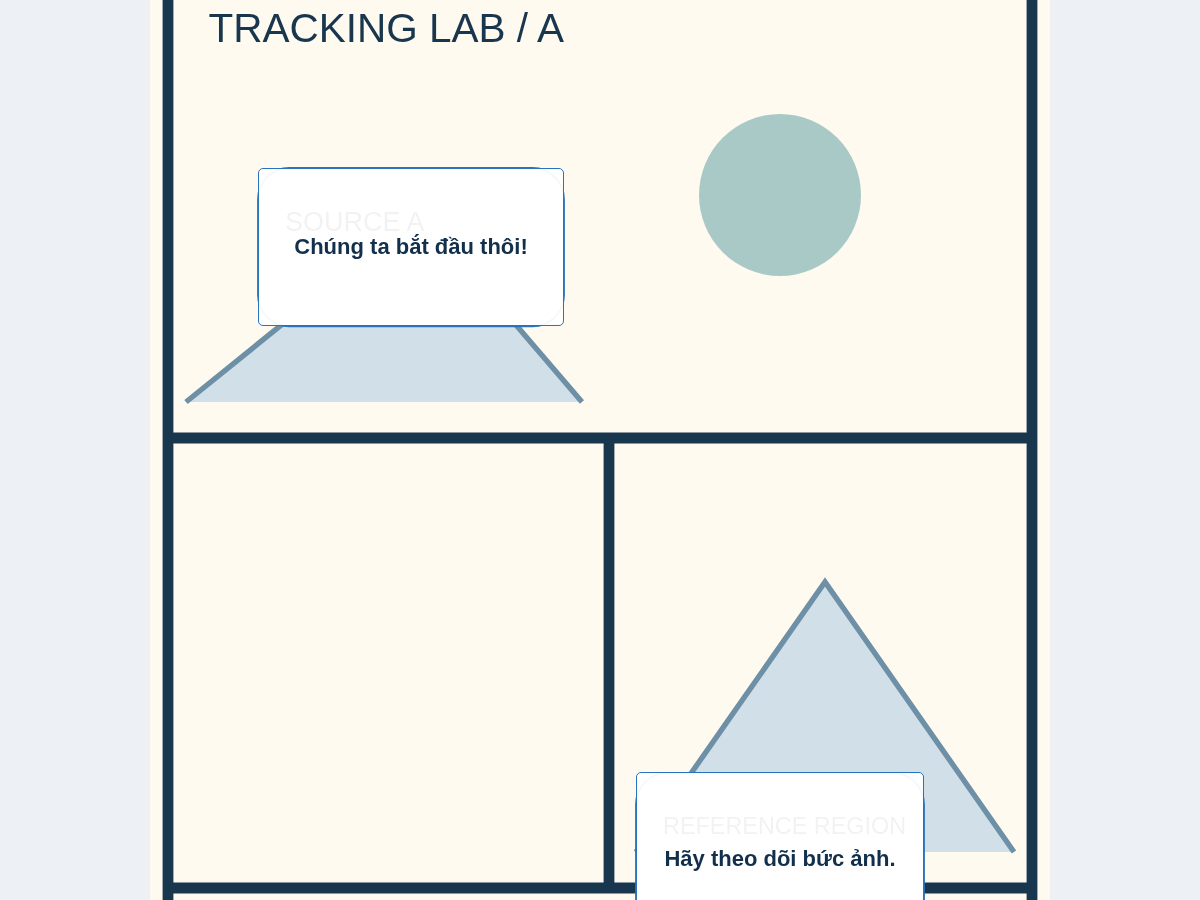 TRACKING LAB / A
SOURCE A
Chúng ta bắt đầu thôi!
REFERENCE REGION
Hãy theo dõi bức ảnh.